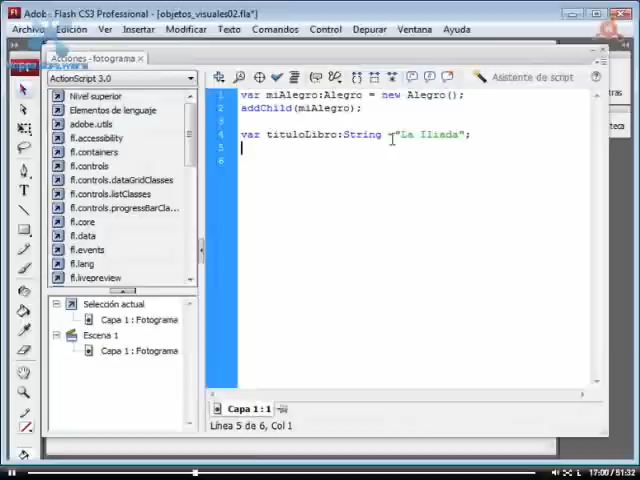 Adobe Flash CS3 Professional - [objetos_visuales02.fla*]
Archivo Edición Ver Insertar Modificar Texto Comandos Control Depurar Ventana Ayuda
Acciones - fotograma
ActionScript 3.0
Asistente de script
Nivel superior
Elementos de lenguaje
adobe.utils
fl.accessibility
fl.containers
fl.controls
fl.controls.dataGridClasses
fl.controls.listClasses
fl.controls.progressBarCla...
fl.core
fl.data
fl.events
fl.lang
fl.livepreview
1 var miAlegro:Alegro = new Alegro();
2 addChild(miAlegro);
3
4 var tituloLibro:String ="La Iliada";
5
6
Selección actual
Capa 1 : Fotograma
Escena 1
Capa 1 : Fotograma
Capa 1 : 1
Línea 5 de 6, Col 1
17:00 / 51:32